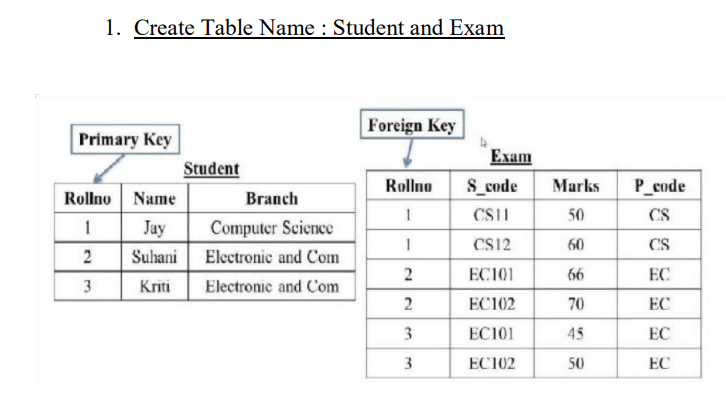 1. Create Table Name : Student and Exam
Primary Key
Student
Rollno Name Branch
1 Jay Computer Science
2 Suhani Electronic and Com
3 Kriti Electronic and Com
Foreign Key
Exam
Rollno S_code Marks P_code
1 CS11 50 CS
1 CS12 60 CS
2 EC101 66 EC
2 EC102 70 EC
3 EC101 45 EC
3 EC102 50 EC